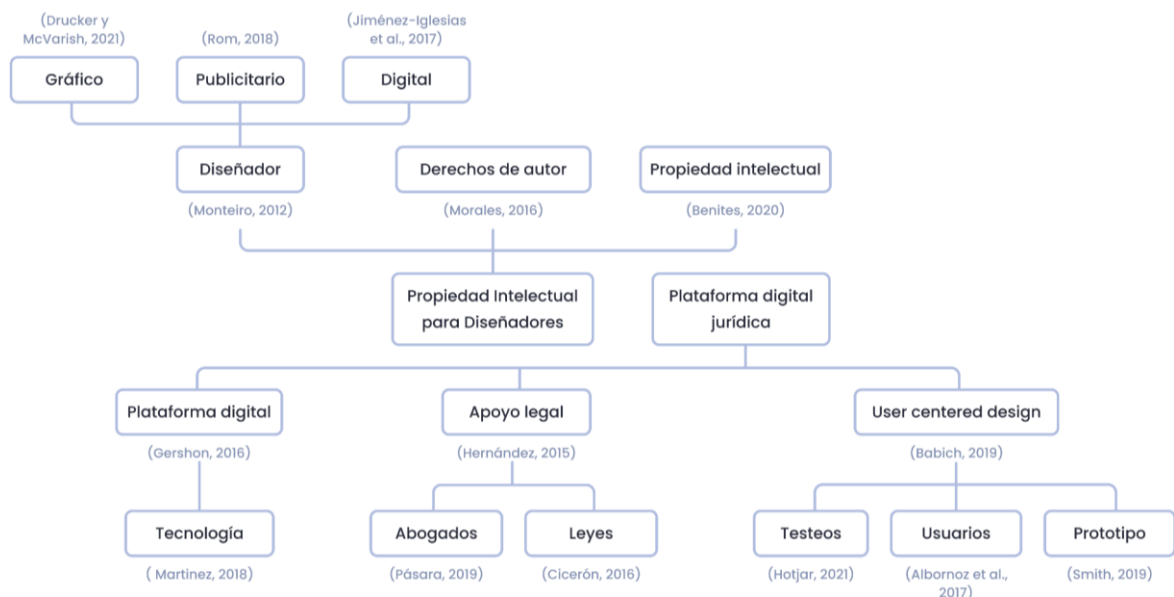 (Drucker y
McVarish, 2021)
(Rom, 2018)
(Jiménez-Iglesias
et al., 2017)
Gráfico
Publicitario
Digital
Diseñador
Derechos de autor
Propiedad intelectual
(Monteiro, 2012)
(Morales, 2016)
(Benites, 2020)
Propiedad Intelectual
para Diseñadores
Plataforma digital
jurídica
Plataforma digital
Apoyo legal
User centered design
(Gershon, 2016)
(Hernández, 2015)
(Babich, 2019)
Tecnología
Abogados
Leyes
Testeos
Usuarios
Prototipo
( Martinez, 2018)
(Pásara, 2019)
(Cicerón, 2016)
(Hotjar, 2021)
(Albornoz et al.,
2017)
(Smith, 2019)